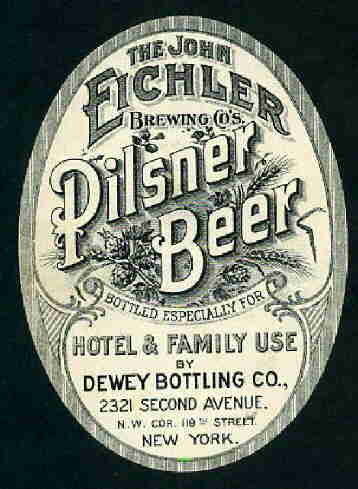 THE JOHN
EICHLER
BREWING CO'S.
Pilsner
Beer
BOTTLED ESPECIALLY FOR
HOTEL & FAMILY USE
BY
DEWEY BOTTLING CO.,
2321 SECOND AVENUE.
N.W. COR. 119TH STREET.
NEW YORK.